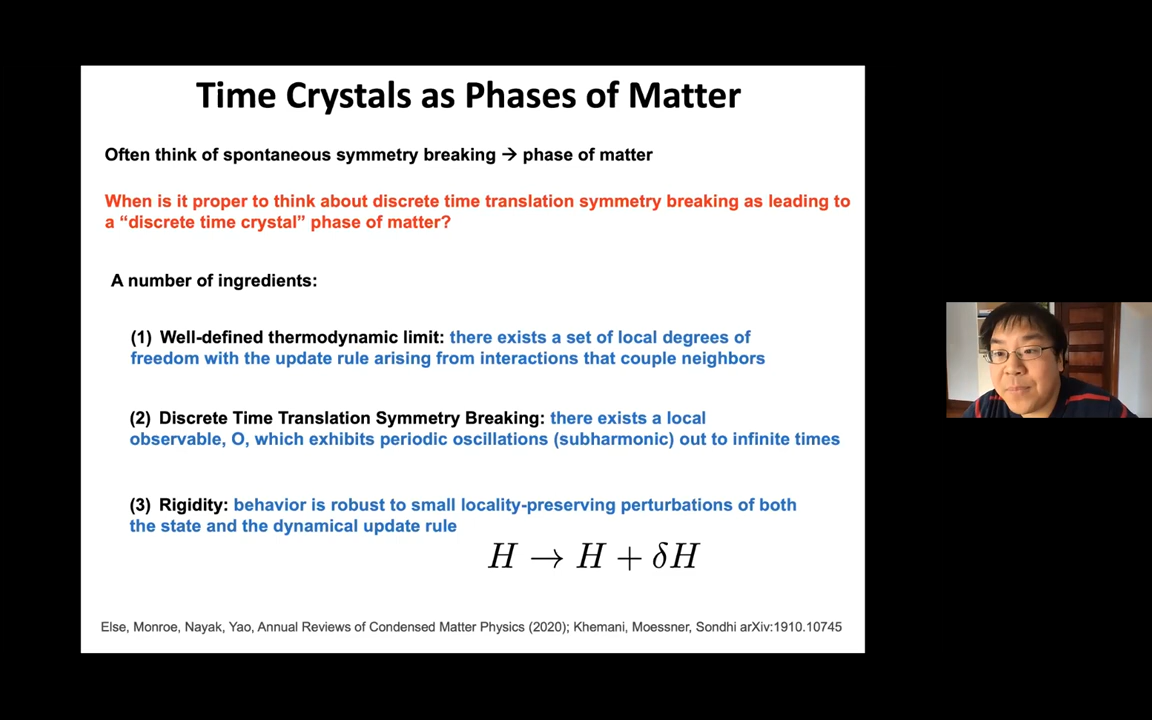 Time Crystals as Phases of Matter
Often think of spontaneous symmetry breaking → phase of matter
When is it proper to think about discrete time translation symmetry breaking as leading to
a “discrete time crystal” phase of matter?
A number of ingredients:
(1) Well-defined thermodynamic limit: there exists a set of local degrees of
freedom with the update rule arising from interactions that couple neighbors
(2) Discrete Time Translation Symmetry Breaking: there exists a local
observable, O, which exhibits periodic oscillations (subharmonic) out to infinite times
(3) Rigidity: behavior is robust to small locality-preserving perturbations of both
the state and the dynamical update rule
H → H + δH
Else, Monroe, Nayak, Yao, Annual Reviews of Condensed Matter Physics (2020); Khemani, Moessner, Sondhi arXiv:1910.10745